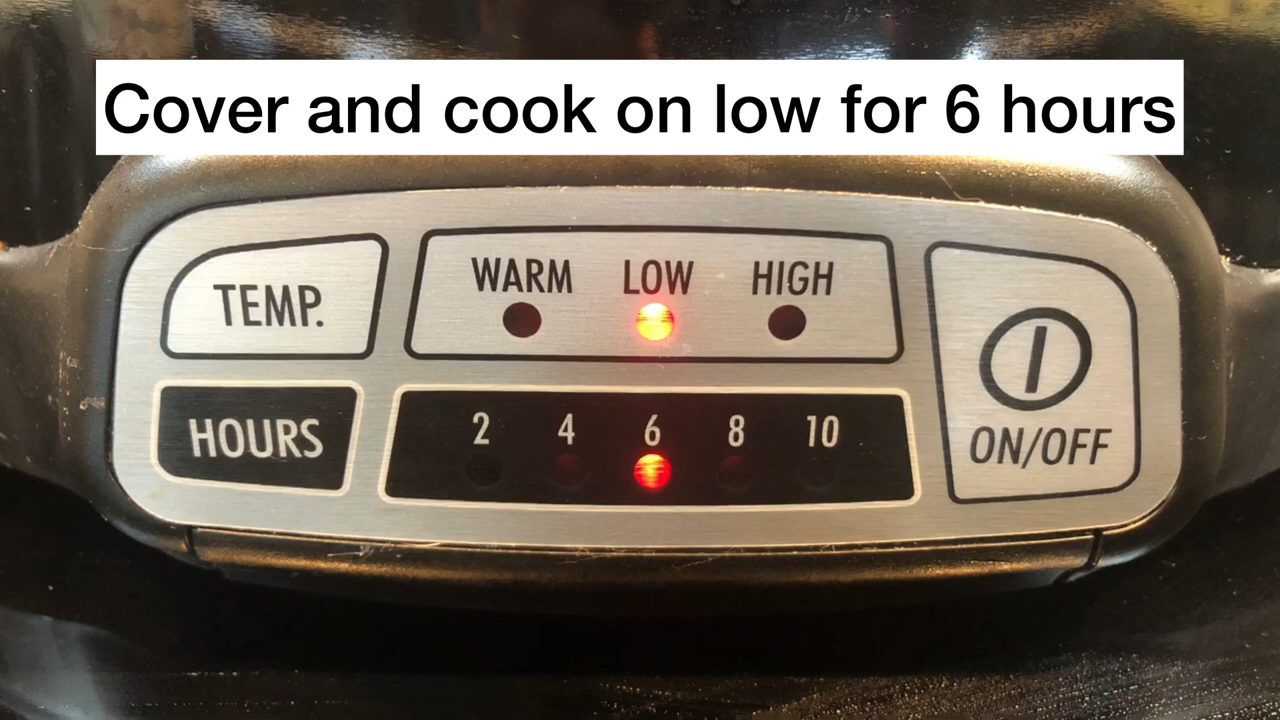 Cover and cook on low for 6 hours
TEMP.
WARM LOW HIGH
HOURS
2 4 6 8 10
ON/OFF